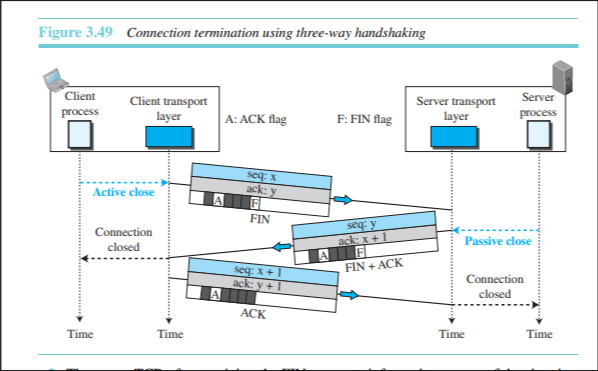 Figure 3.49 Connection termination using three-way handshaking
Client
process
Client transport
layer
A: ACK flag
F: FIN flag
Server transport
layer
Server
process
Active close
seq: x
ack: y
A
F
FIN
seq: y
ack: x + 1
A
F
FIN + ACK
Passive close
Connection
closed
seq: x + 1
ack: y + 1
A
ACK
Connection
closed
Time
Time
Time
Time